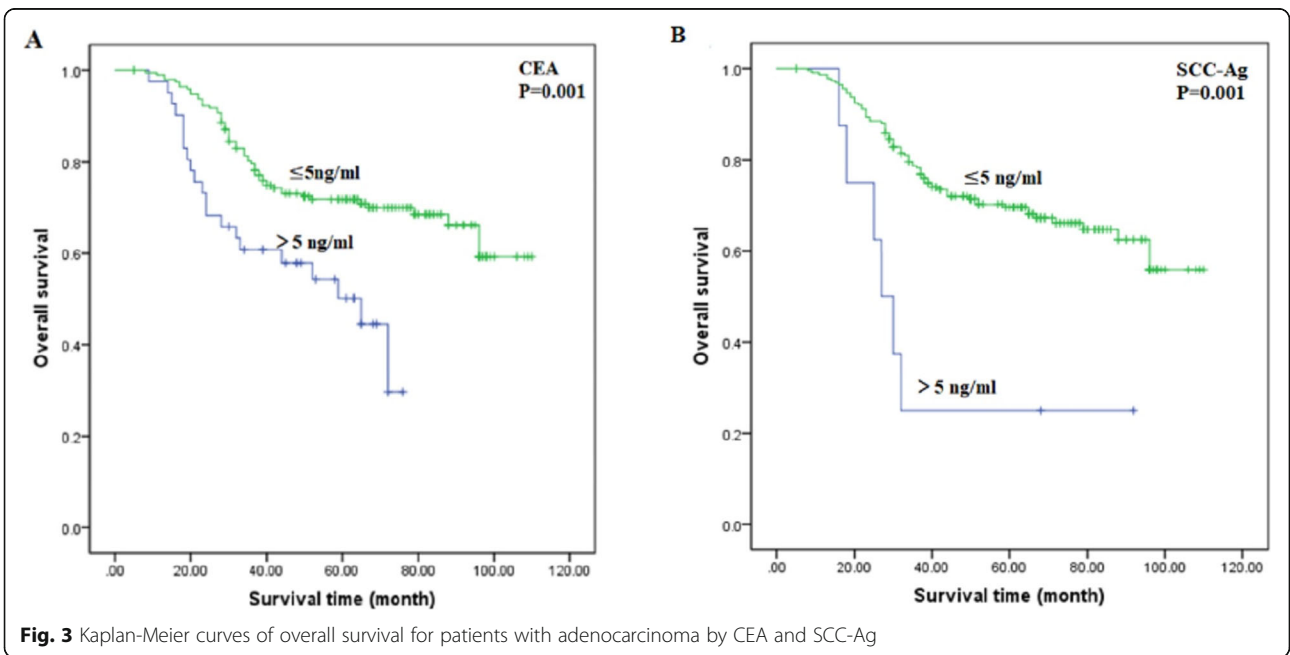 A
CEA
P=0.001
1.0
0.8
0.6
0.4
0.2
0.0
≤5ng/ml
> 5 ng/ml
Overall survival
.00 20.00 40.00 60.00 80.00 100.00 120.00
Survival time (month)
B
SCC-Ag
P=0.001
1.0
0.8
0.6
0.4
0.2
0.0
≤5 ng/ml
> 5 ng/ml
Overall survival
.00 20.00 40.00 60.00 80.00 100.00 120.00
Survival time (month)
Fig. 3 Kaplan-Meier curves of overall survival for patients with adenocarcinoma by CEA and SCC-Ag